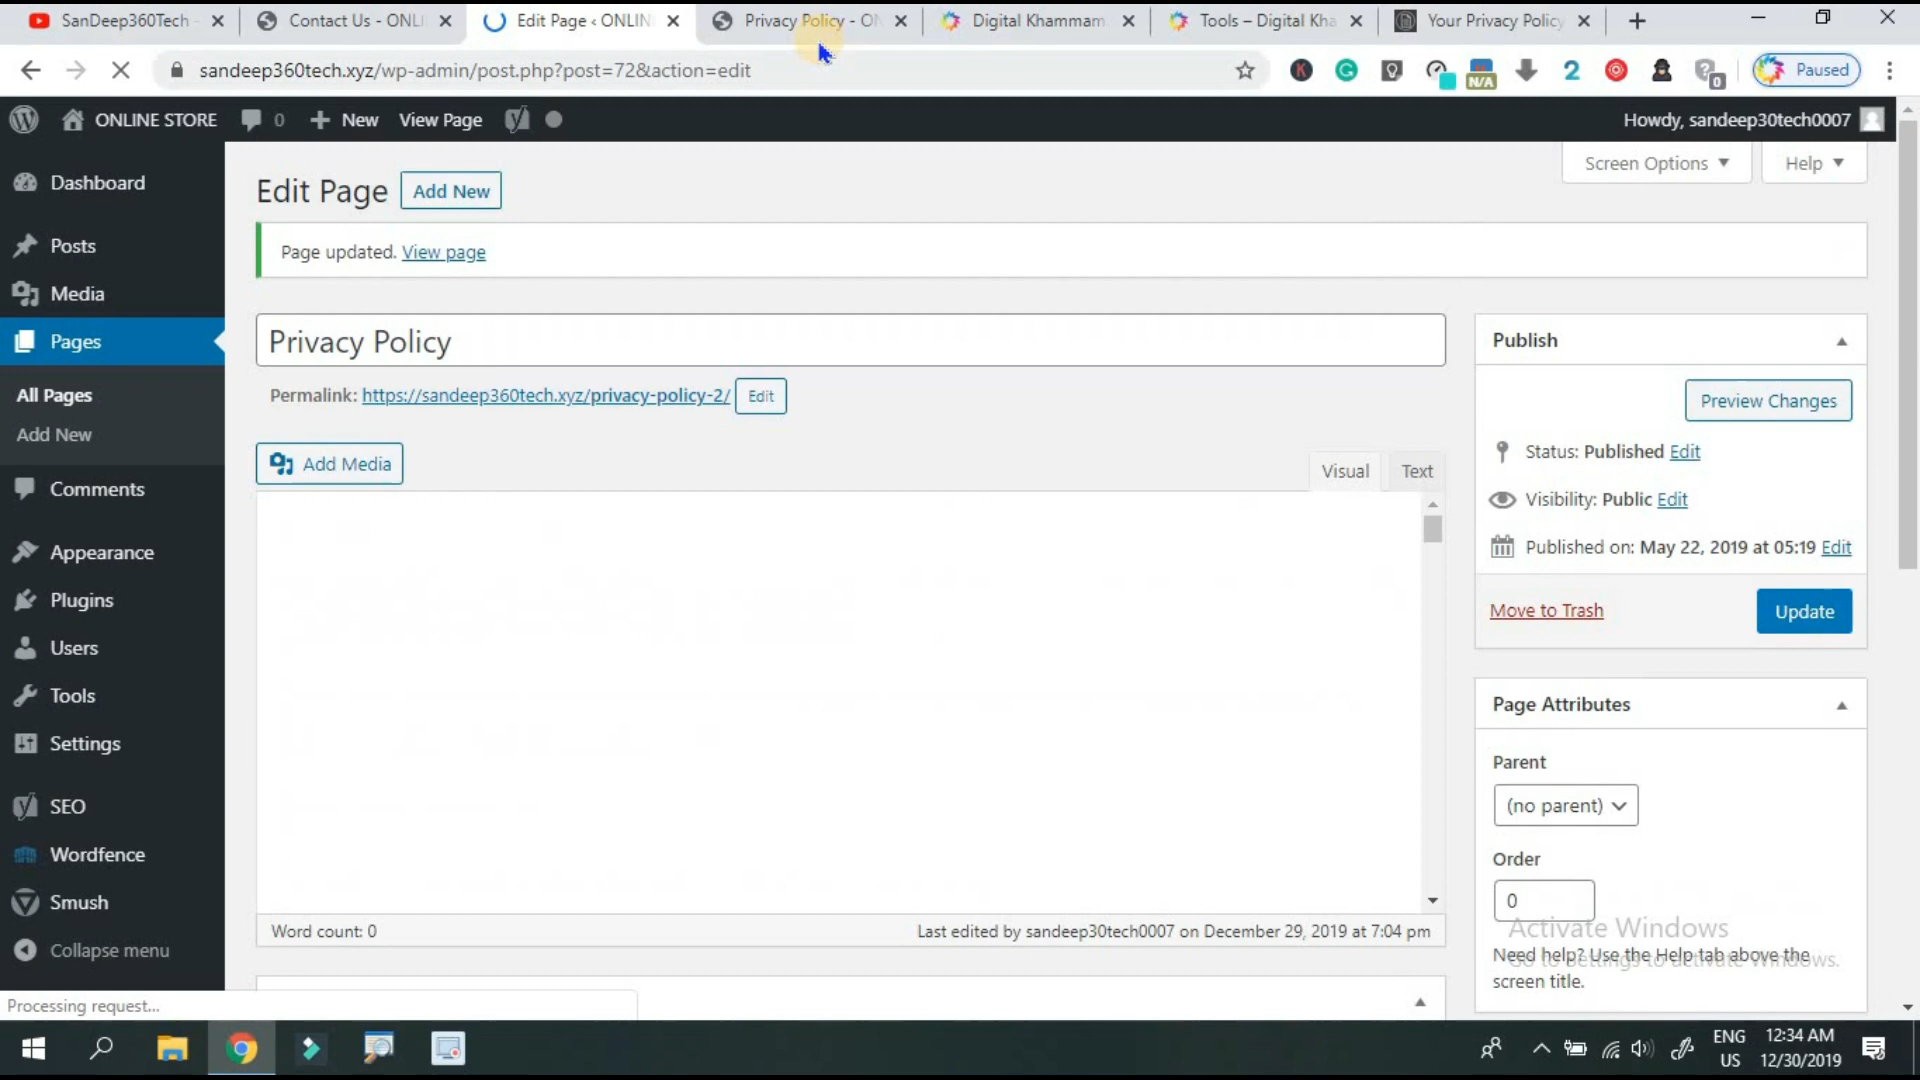 SanDeep360Tech -
Contact Us - ONLI
Edit Page ‹ ONLIN
Privacy Policy - ON
Digital Khammam
Tools – Digital Kha
Your Privacy Policy
sandeep360tech.xyz/wp-admin/post.php?post=72&action=edit
N/A
2
0
Paused
ONLINE STORE
0
New
View Page
Howdy, sandeep30tech0007
Screen Options
Help
Dashboard
Posts
Media
Pages
All Pages
Add New
Comments
Appearance
Plugins
Users
Tools
Settings
SEO
Wordfence
Smush
Collapse menu
Edit Page
Add New
Page updated. View page
Privacy Policy
Permalink: https://sandeep360tech.xyz/privacy-policy-2/ Edit
Add Media
Visual
Text
Word count: 0
Last edited by sandeep30tech0007 on December 29, 2019 at 7:04 pm
Publish
Preview Changes
Status: Published Edit
Visibility: Public Edit
Published on: May 22, 2019 at 05:19 Edit
Move to Trash
Update
Page Attributes
Parent
(no parent)
Order
0
Activate Windows
Go to Settings to activate Windows.
Need help? Use the Help tab above the
screen title.
Processing request...
ENG
US
12:34 AM
12/30/2019